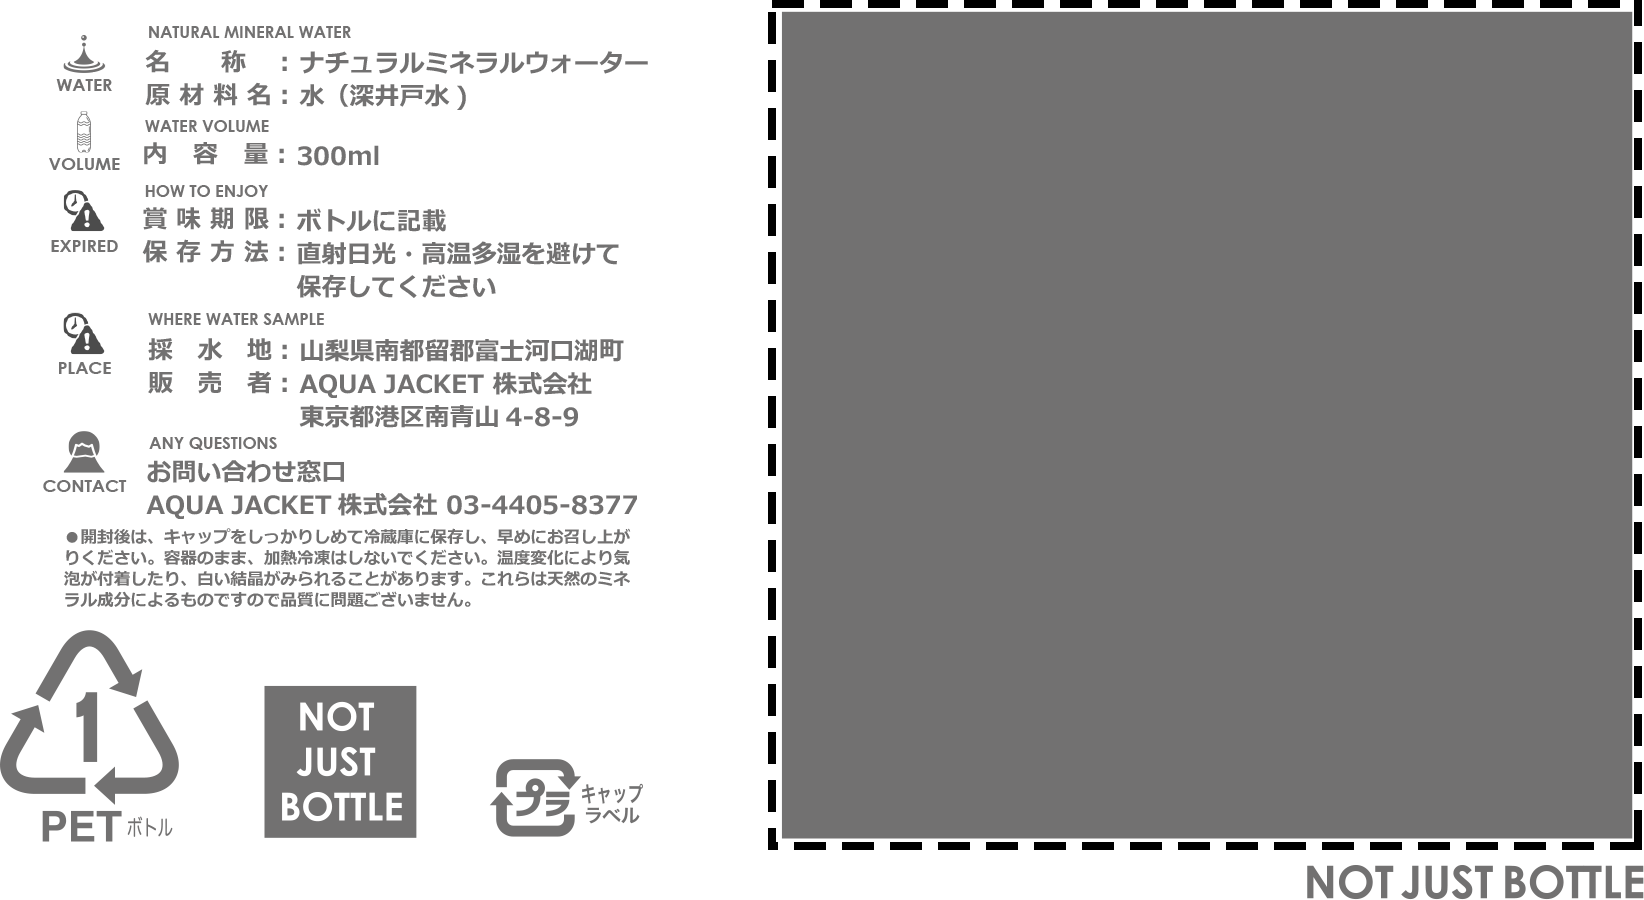 NATURAL MINERAL WATER
WATER
名 称 : ナチュラルミネラルウォーター
原材料名 : 水（深井戸水)
WATER VOLUME
VOLUME
内 容 量 : 300ml
HOW TO ENJOY
EXPIRED
賞味期限 : ボトルに記載
保存方法 : 直射日光・高温多湿を避けて
保存してください
WHERE WATER SAMPLE
PLACE
採 水 地 : 山梨県南都留郡富士河口湖町
販 売 者 : AQUA JACKET 株式会社
東京都港区南青山 4-8-9
ANY QUESTIONS
CONTACT
お問い合わせ窓口
AQUA JACKET 株式会社 03-4405-8377
●開封後は、キャップをしっかりしめて冷蔵庫に保存し、早めにお召し上が
りください。容器のまま、加熱冷凍はしないでください。温度変化により気
泡が付着したり、白い結晶がみられることがあります。これらは天然のミネ
ラル成分によるものですので品質に問題ございません。
1
PET ボトル
NOT
JUST
BOTTLE
プラ
キャップ
ラベル
NOT JUST BOTTLE